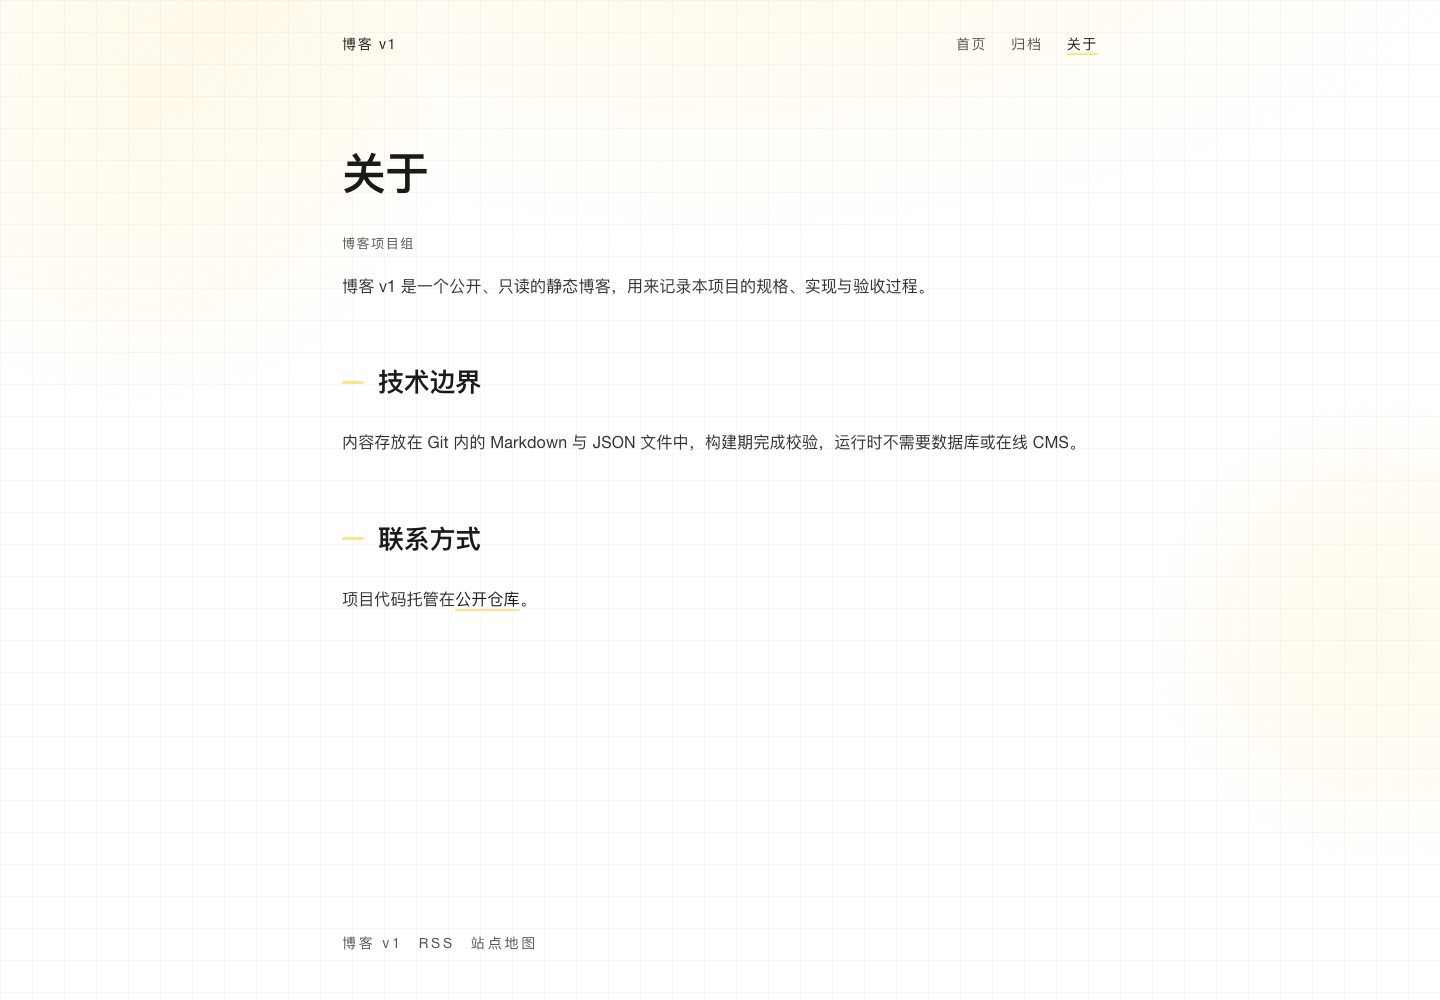 博客 v1
首页 归档 关于
关于
博客项目组
博客 v1 是一个公开、只读的静态博客，用来记录本项目的规格、实现与验收过程。
技术边界
内容存放在 Git 内的 Markdown 与 JSON 文件中，构建期完成校验，运行时不需要数据库或在线 CMS。
联系方式
项目代码托管在公开仓库。
博客 v1 RSS 站点地图